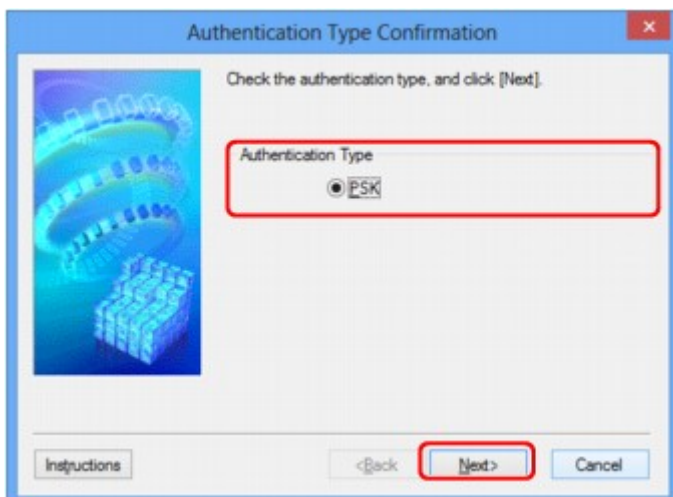 Authentication Type Confirmation
Check the authentication type, and click [Next].
Authentication Type
PSK
Instructions
<Back
Next>
Cancel